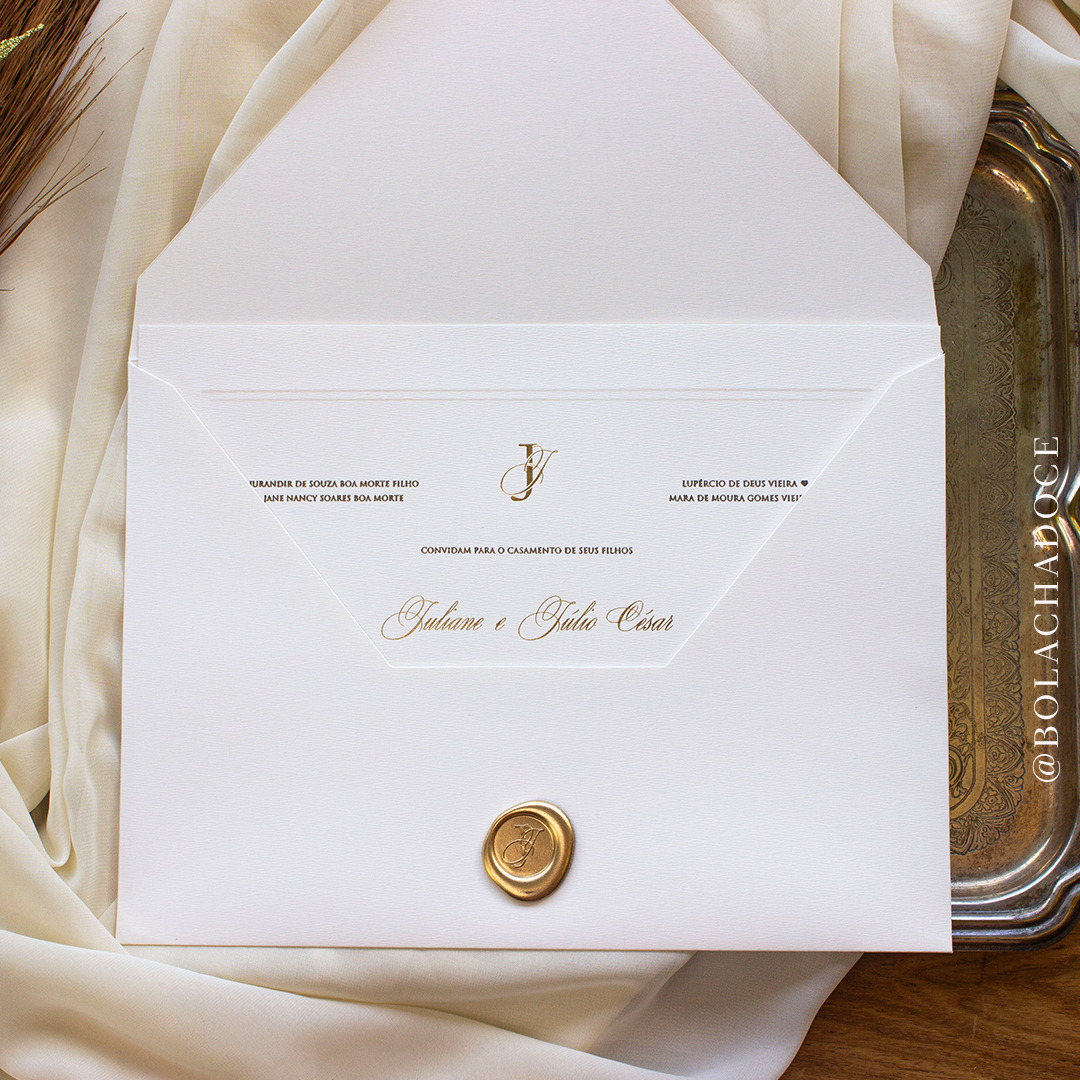 JJ
URANDIR DE SOUZA BOA MORTE FILHO
JANE NANCY SOARES BOA MORTE
LUPÉRCIO DE DEUS VIEIRA ♥
MARA DE MOURA GOMES VIEI
CONVIDAM PARA O CASAMENTO DE SEUS FILHOS
Juliane e Júlio César
JJ
@BOLACHADOCE